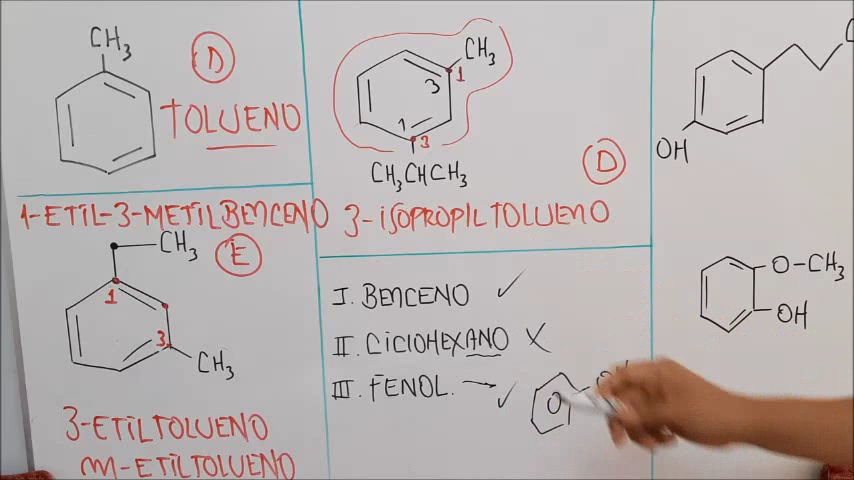 CH3
D
TOLUENO
1-ETIL-3-METILBENCENO
CH3
E
1
3
CH3
3-ETILTOLUENO
m-ETILTOLUENO
CH3
3 1
1
3
CH3CHCH3
D
3-ISOPROPILTOLUENO
I. BENCENO ✓
II. CICLOHEXANO X
III. FENOL. → ✓
OH
O-CH3
OH